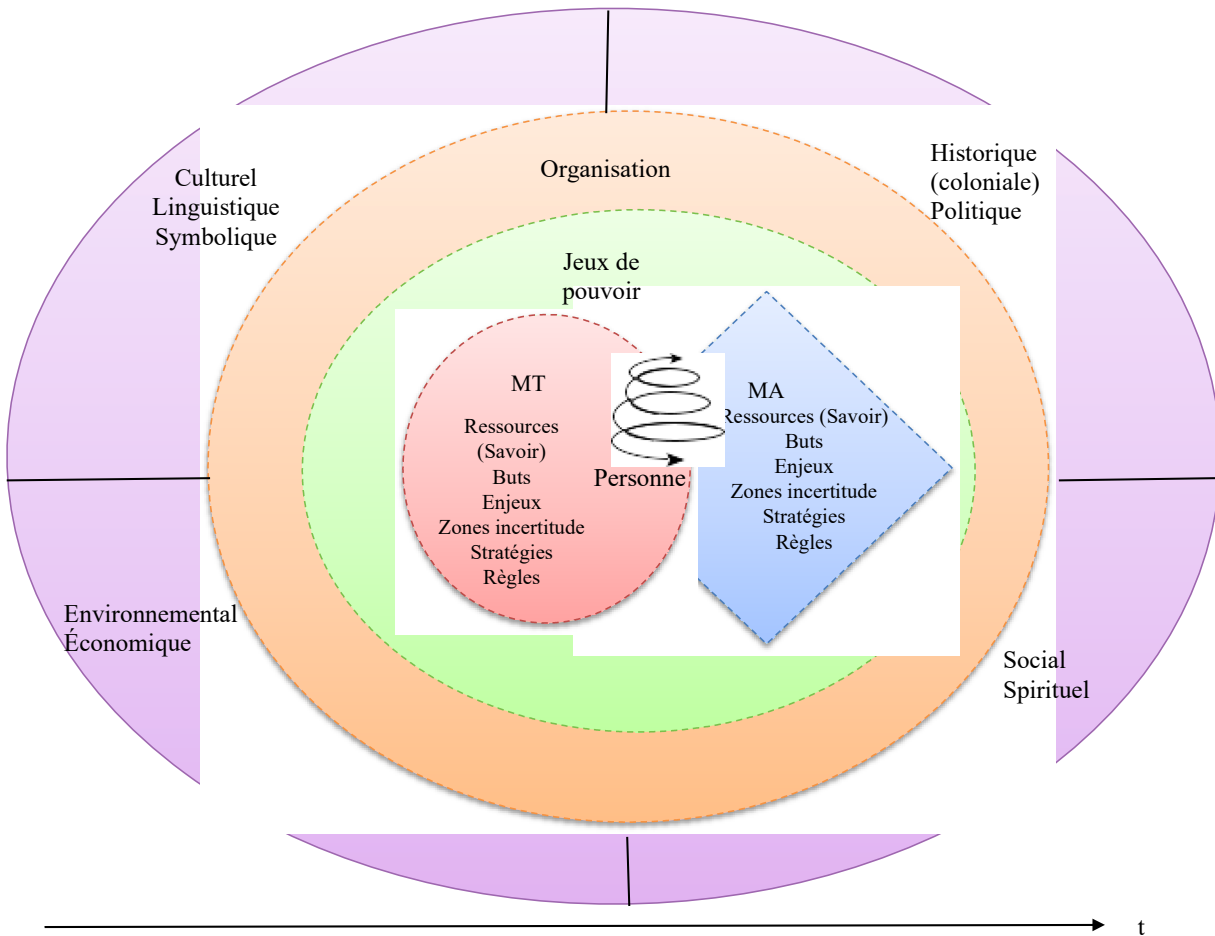 Organisation
Culturel
Linguistique
Symbolique
Historique
(coloniale)
Politique
Jeux de
pouvoir
MT
Ressources
(Savoir)
Buts
Enjeux
Zones incertitude
Stratégies
Règles
Personne
MA
Ressources (Savoir)
Buts
Enjeux
Zones incertitude
Stratégies
Règles
Environnemental
Économique
Social
Spirituel
t